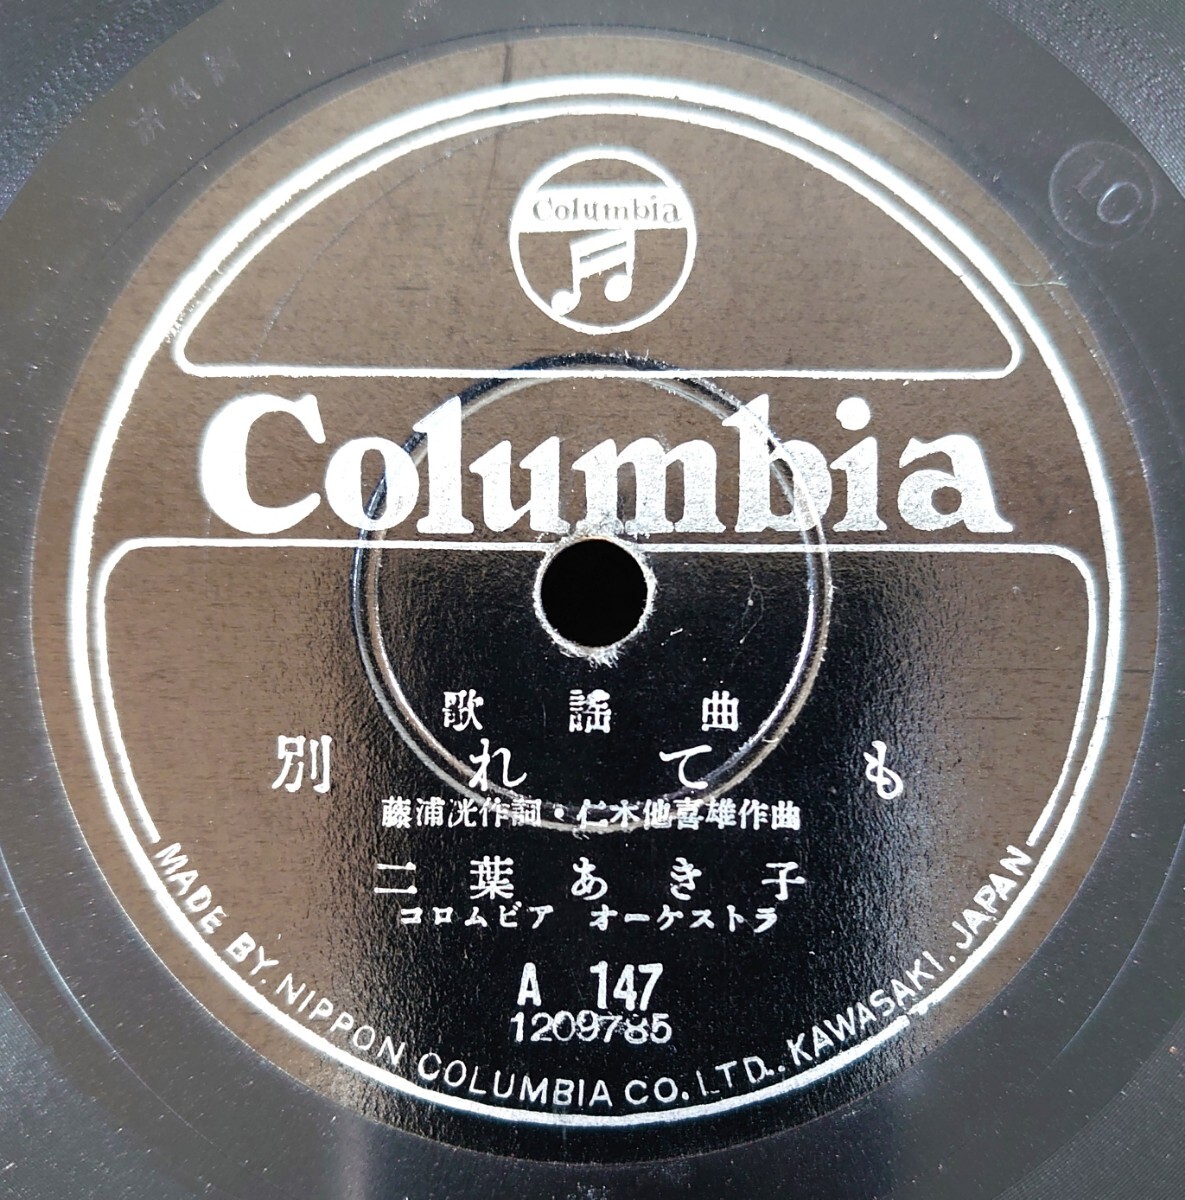 Columbia
Columbia
10
歌謡曲
別れても
藤浦洸作詞・仁木他喜雄作曲
二葉あき子
コロムビア オーケストラ
A 147
1209785
MADE BY. NIPPON COLUMBIA CO. LTD., KAWASAKI. JAPAN